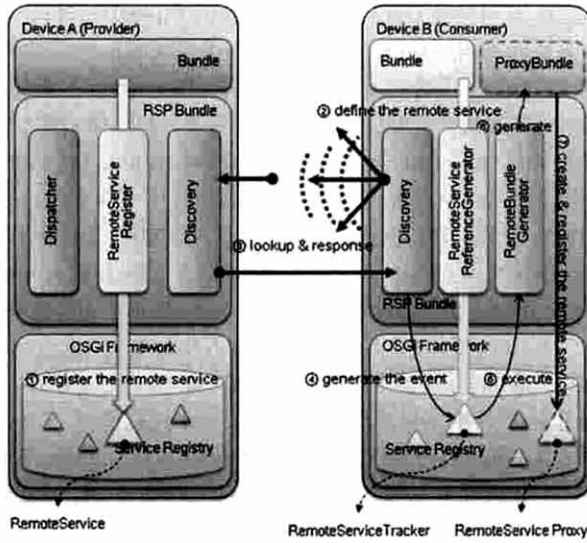 Device A (Provider)
Bundle
RSP Bundle
Dispatcher
RemoteService
Register
Discovery
OSGi Framework
① register the remote service
Service Registry
RemoteService
② define the remote service
③ lookup & response
Device B (Consumer)
Bundle
ProxyBundle
⑥ generate
⑦ create & register the remote service
Discovery
RemoteService
ReferenceGenerator
RemoteBundle
Generator
RSP Bundle
OSGi Framework
④ generate the event
⑤ execute
Service Registry
RemoteServiceTracker
RemoteService Proxy